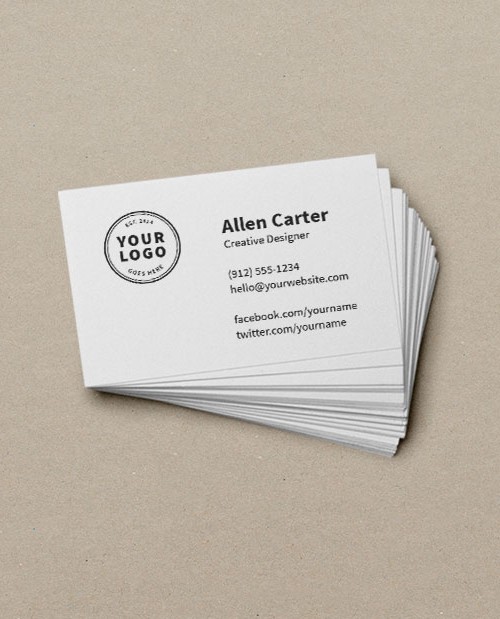 EST. 2014
YOUR
LOGO
GOES HERE
Allen Carter
Creative Designer
(912) 555-1234
hello@yourwebsite.com
facebook.com/yourname
twitter.com/yourname